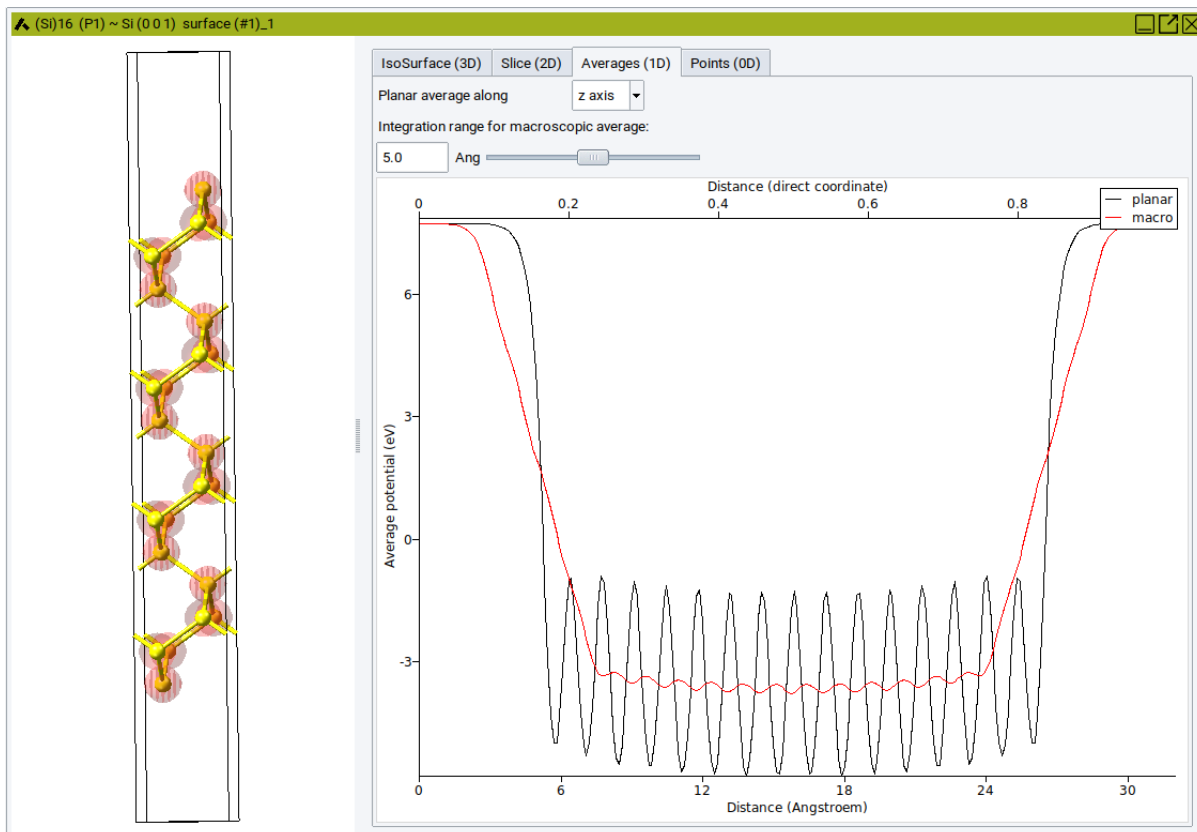 (Si)16 (P1) ~ Si (0 0 1) surface (#1)_1
IsoSurface (3D) Slice (2D) Averages (1D) Points (0D)
Planar average along z axis
Integration range for macroscopic average:
5.0 Ang
Distance (direct coordinate)
0 0.2 0.4 0.6 0.8
planar
macro
6
3
0
-3
Average potential (eV)
0 6 12 18 24 30
Distance (Angstroem)